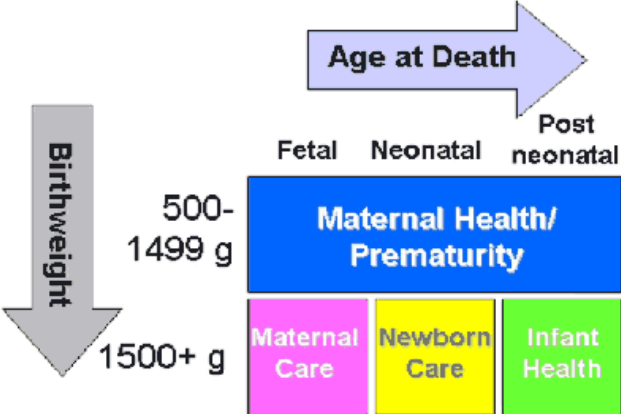 Age at Death
Fetal
Neonatal
Post
neonatal
Birthweight
500-
1499 g
Maternal Health/
Prematurity
1500+ g
Maternal
Care
Newborn
Care
Infant
Health